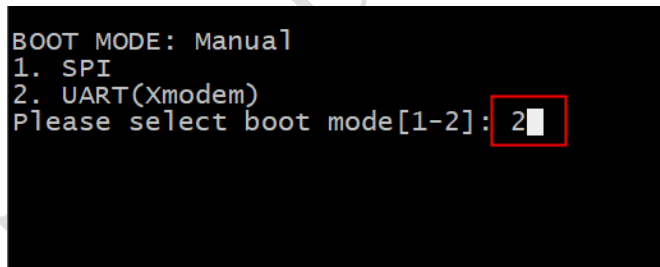 BOOT MODE: Manual
1. SPI
2. UART(Xmodem)
Please select boot mode[1-2]: 2